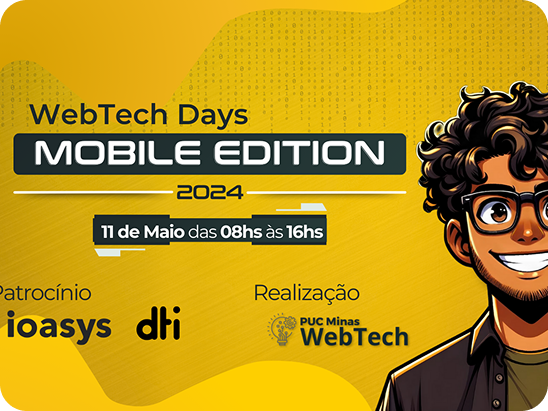 WebTech Days
MOBILE EDITION
2024
11 de Maio das 08hs às 16hs
Patrocínio
Realização
ioasys
dti
PUC Minas
WebTech